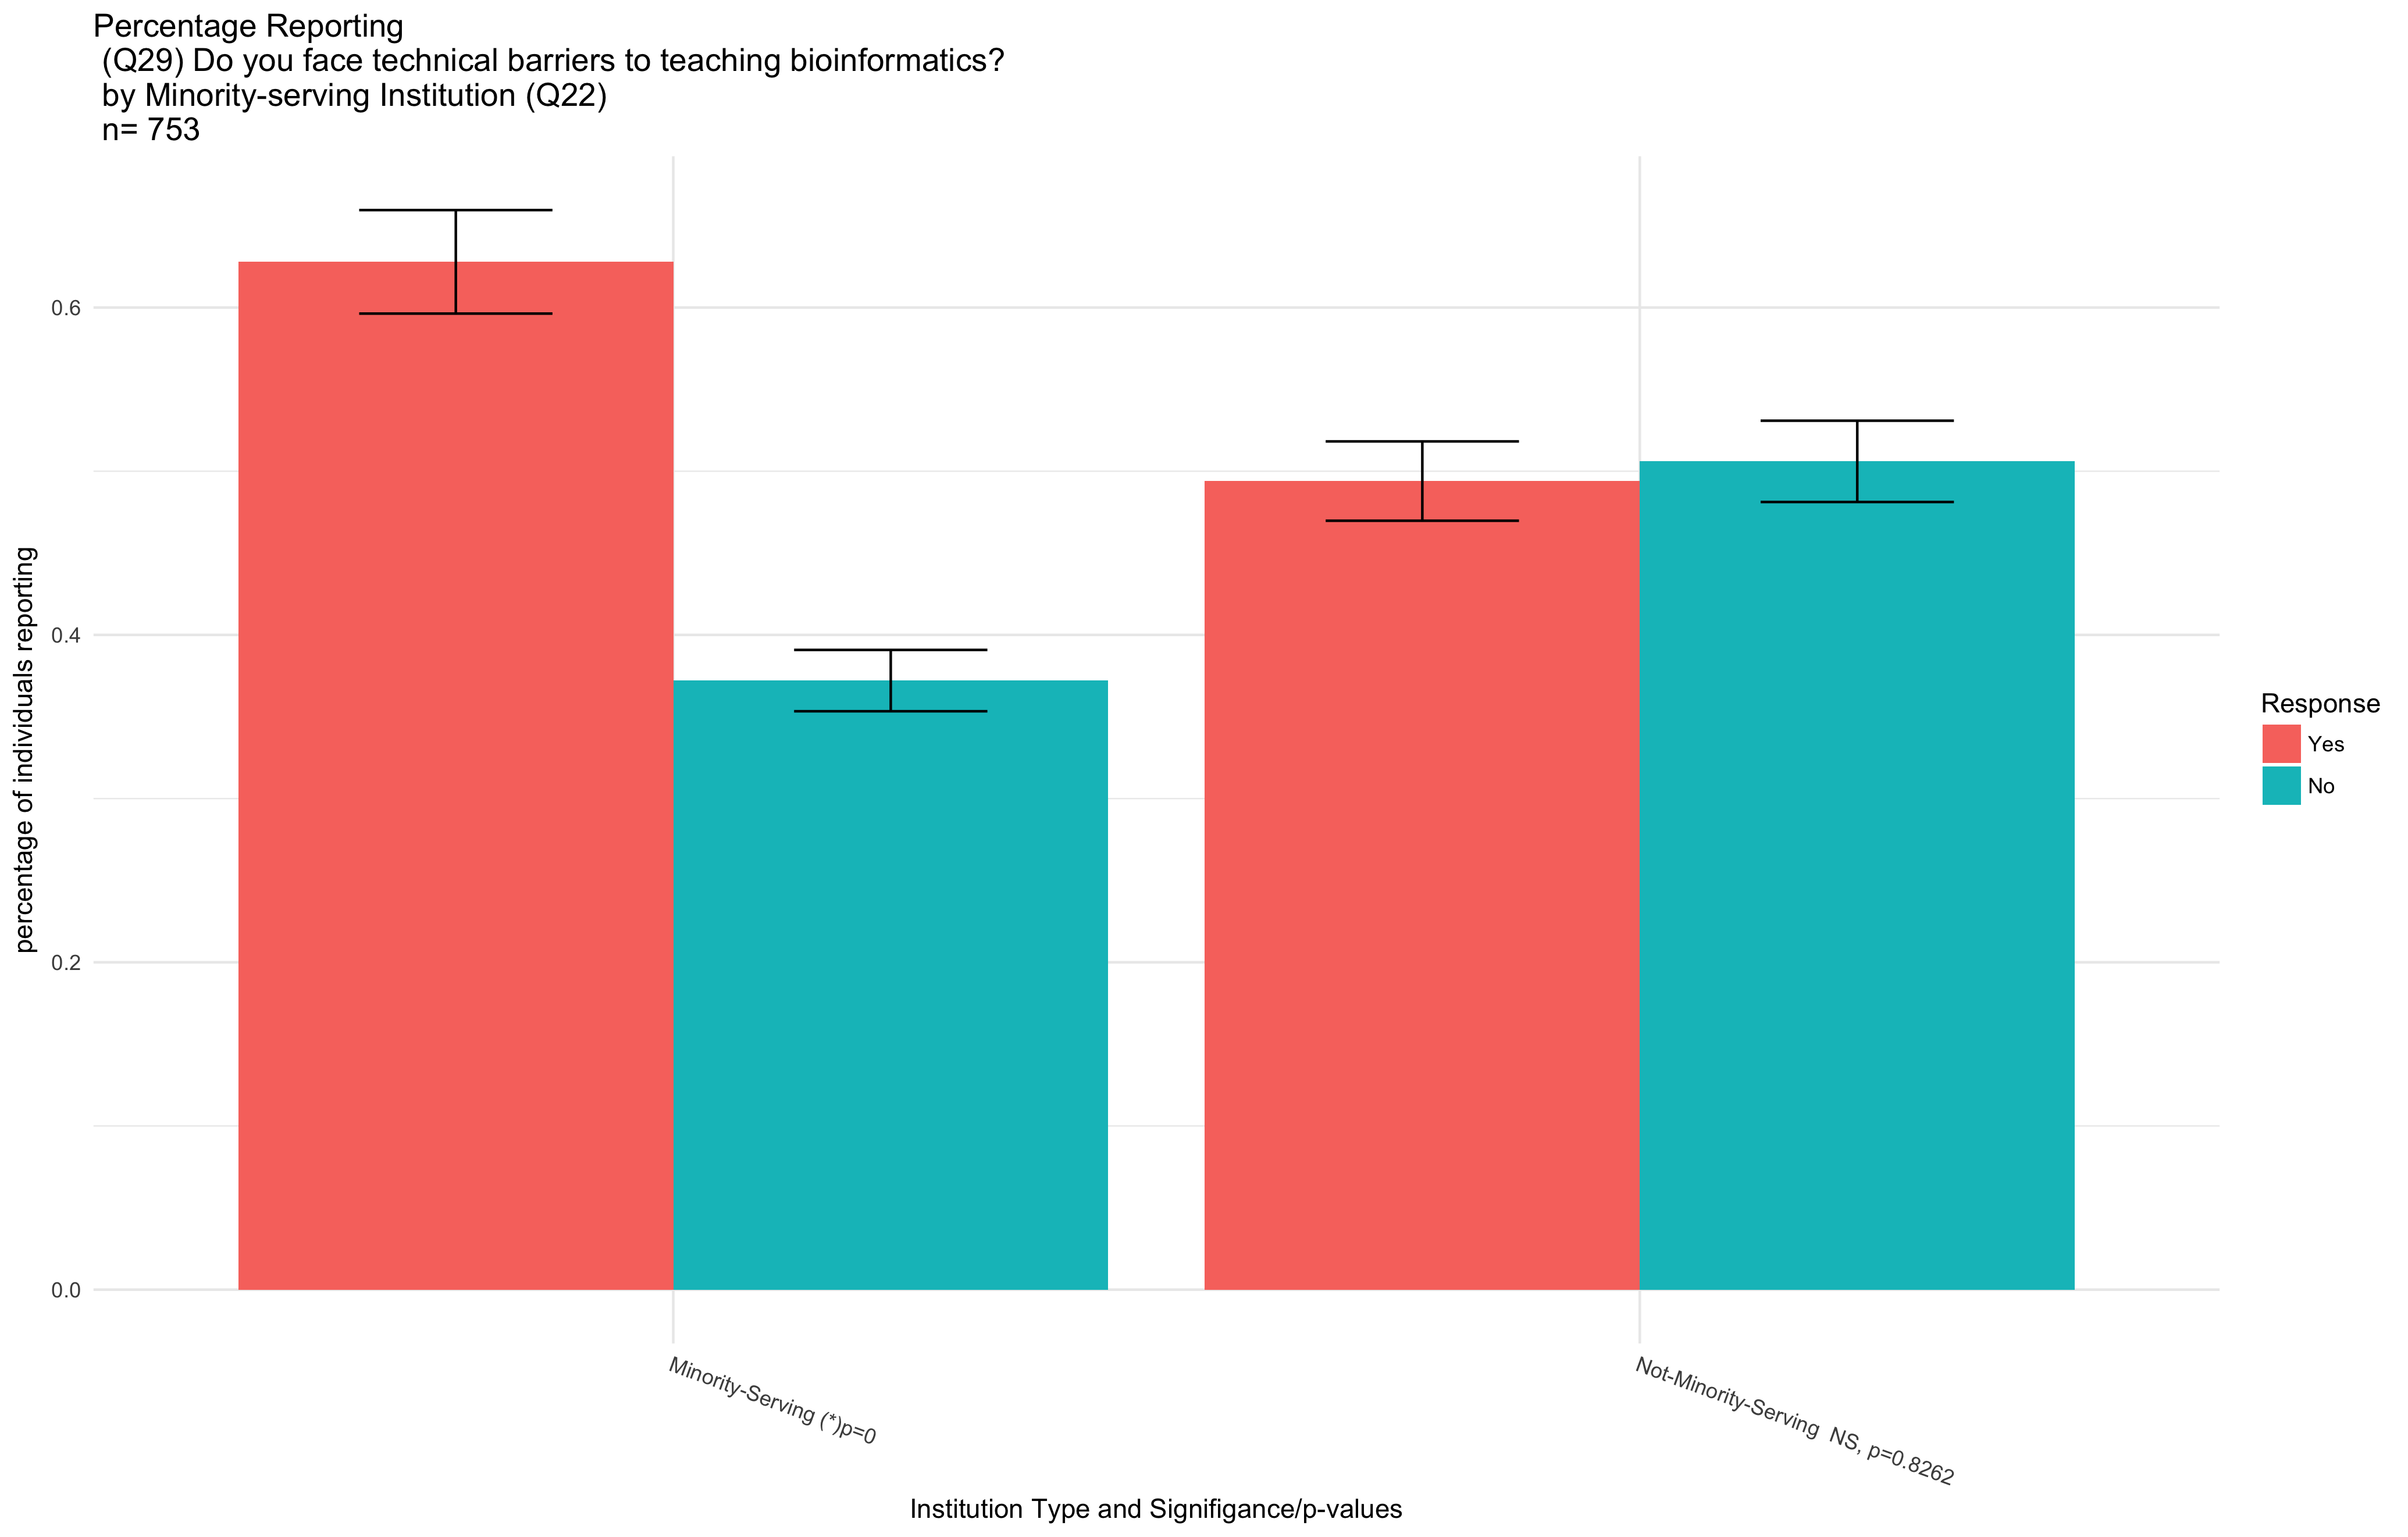 Percentage Reporting
(Q29) Do you face technical barriers to teaching bioinformatics?
by Minority-serving Institution (Q22)
n= 753
percentage of individuals reporting
0.6
0.4
0.2
0.0
Response
Yes
No
Minority-Serving (*)p=0
Not-Minority-Serving  NS, p=0.8262
Institution Type and Signifigance/p-values